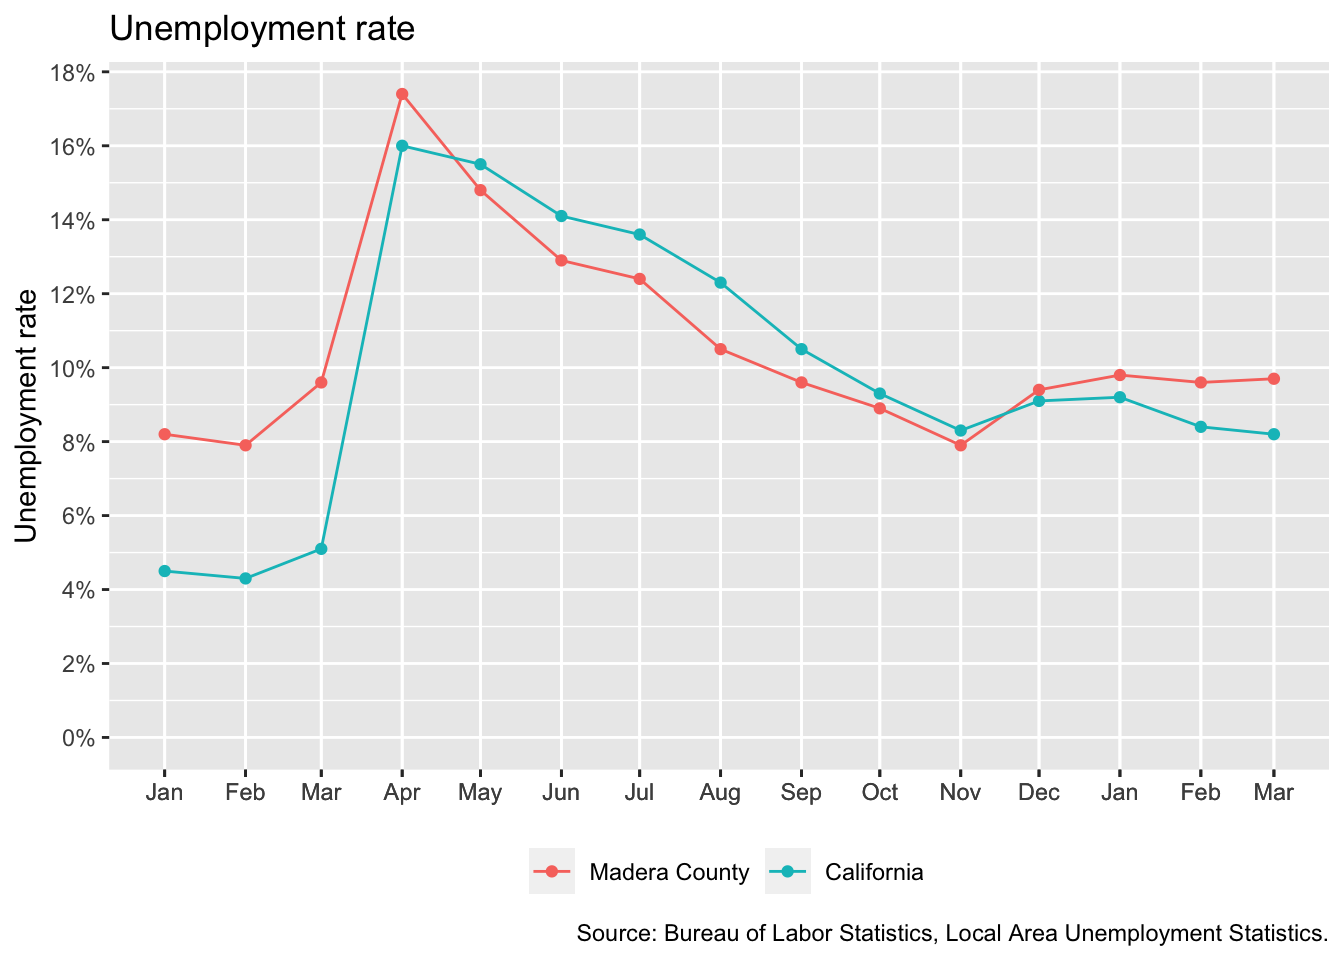 Unemployment rate
Unemployment rate
18%
16%
14%
12%
10%
8%
6%
4%
2%
0%
Jan Feb Mar Apr May Jun Jul Aug Sep Oct Nov Dec Jan Feb Mar
Madera County California
Source: Bureau of Labor Statistics, Local Area Unemployment Statistics.